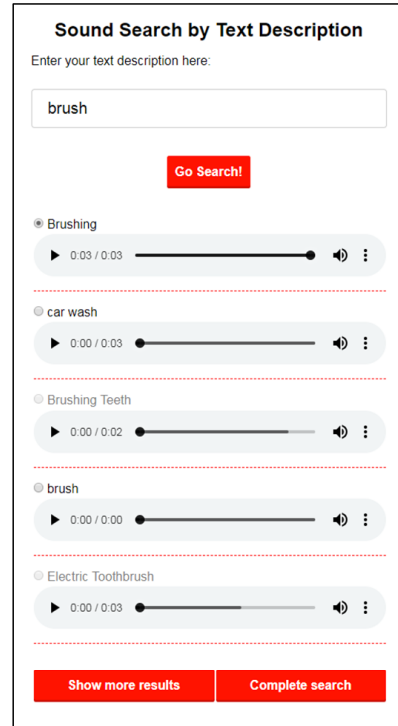 Sound Search by Text Description
Enter your text description here:
brush
Go Search!
Brushing
0:03 / 0:03
car wash
0:00 / 0:03
Brushing Teeth
0:00 / 0:02
brush
0:00 / 0:00
Electric Toothbrush
0:00 / 0:03
Show more results Complete search